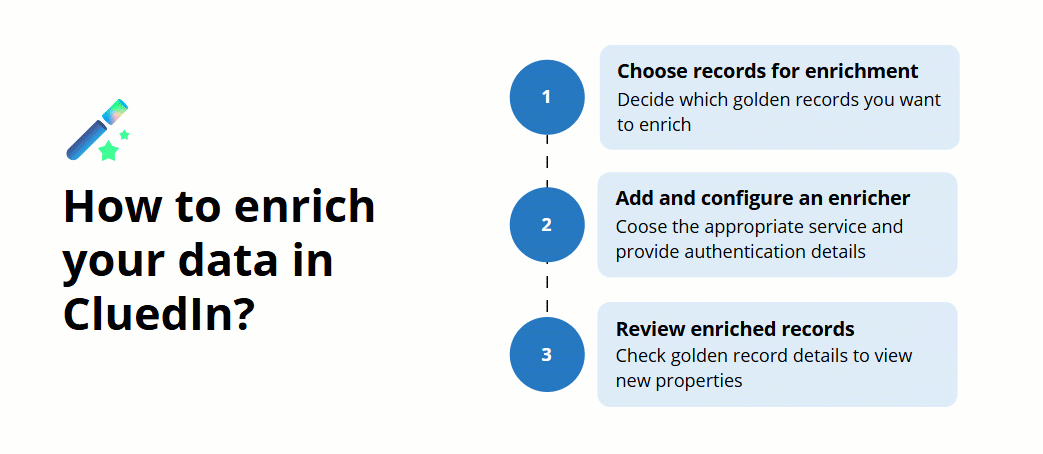 How to enrich
your data in
CluedIn?
1
Choose records for enrichment
Decide which golden records you want
to enrich
2
Add and configure an enricher
Coose the appropriate service and
provide authentication details
3
Review enriched records
Check golden record details to view
new properties